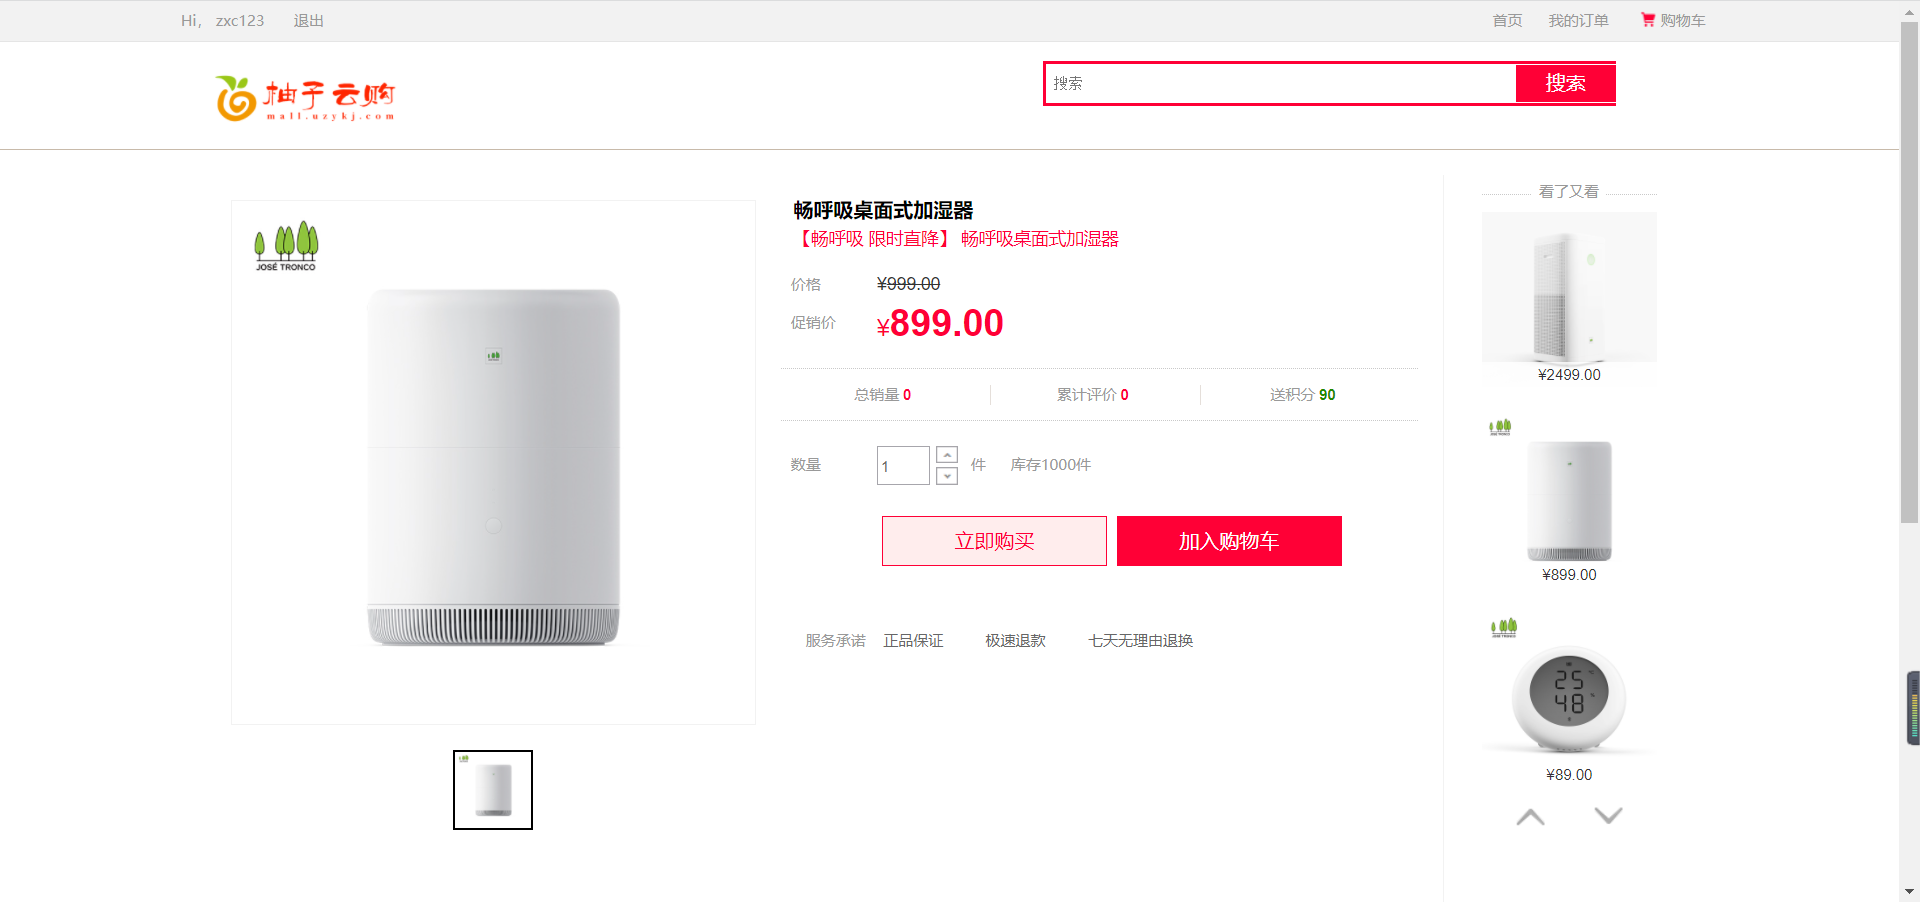 Hi, zxc123 退出 首页 我的订单 购物车
柚子云购
mall.uzykj.com
搜索 搜索
JOSÉ TRONCO
畅呼吸桌面式加湿器
【畅呼吸 限时直降】 畅呼吸桌面式加湿器
价格 ¥999.00
促销价 ¥899.00
总销量 0 累计评价 0 送积分 90
数量 1 件 库存1000件
立即购买 加入购物车
服务承诺 正品保证 极速退款 七天无理由退换
看了又看
¥2499.00
JOSÉ TRONCO
¥899.00
JOSÉ TRONCO
25
48
¥89.00